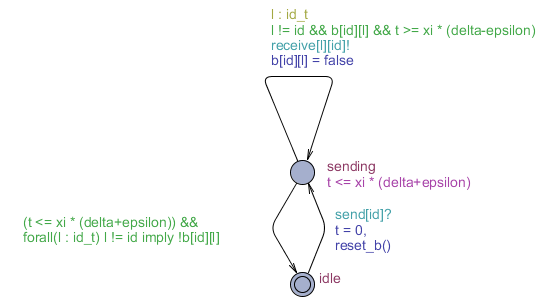 l : id_t
l != id && b[id][l] && t >= xi * (delta-epsilon)
receive[l][id]!
b[id][l] = false
sending
t <= xi * (delta+epsilon)
send[id]?
t = 0,
reset_b()
(t <= xi * (delta+epsilon)) &&
forall(l : id_t) l != id imply !b[id][l]
idle